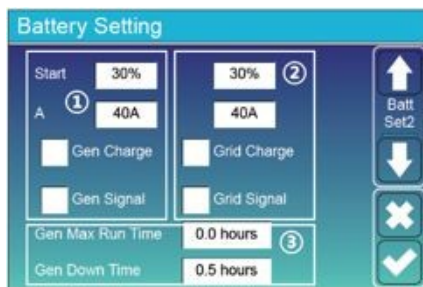 Battery Setting
Start 30% 30% ②
A ① 40A 40A
Gen Charge Grid Charge
Gen Signal Grid Signal
Gen Max Run Time 0.0 hours ③
Gen Down Time 0.5 hours
Batt
Set2